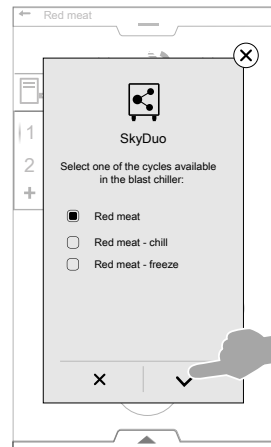 Red meat
SkyDuo
Select one of the cycles available
in the blast chiller:
Red meat
Red meat - chill
Red meat - freeze
1
2
+